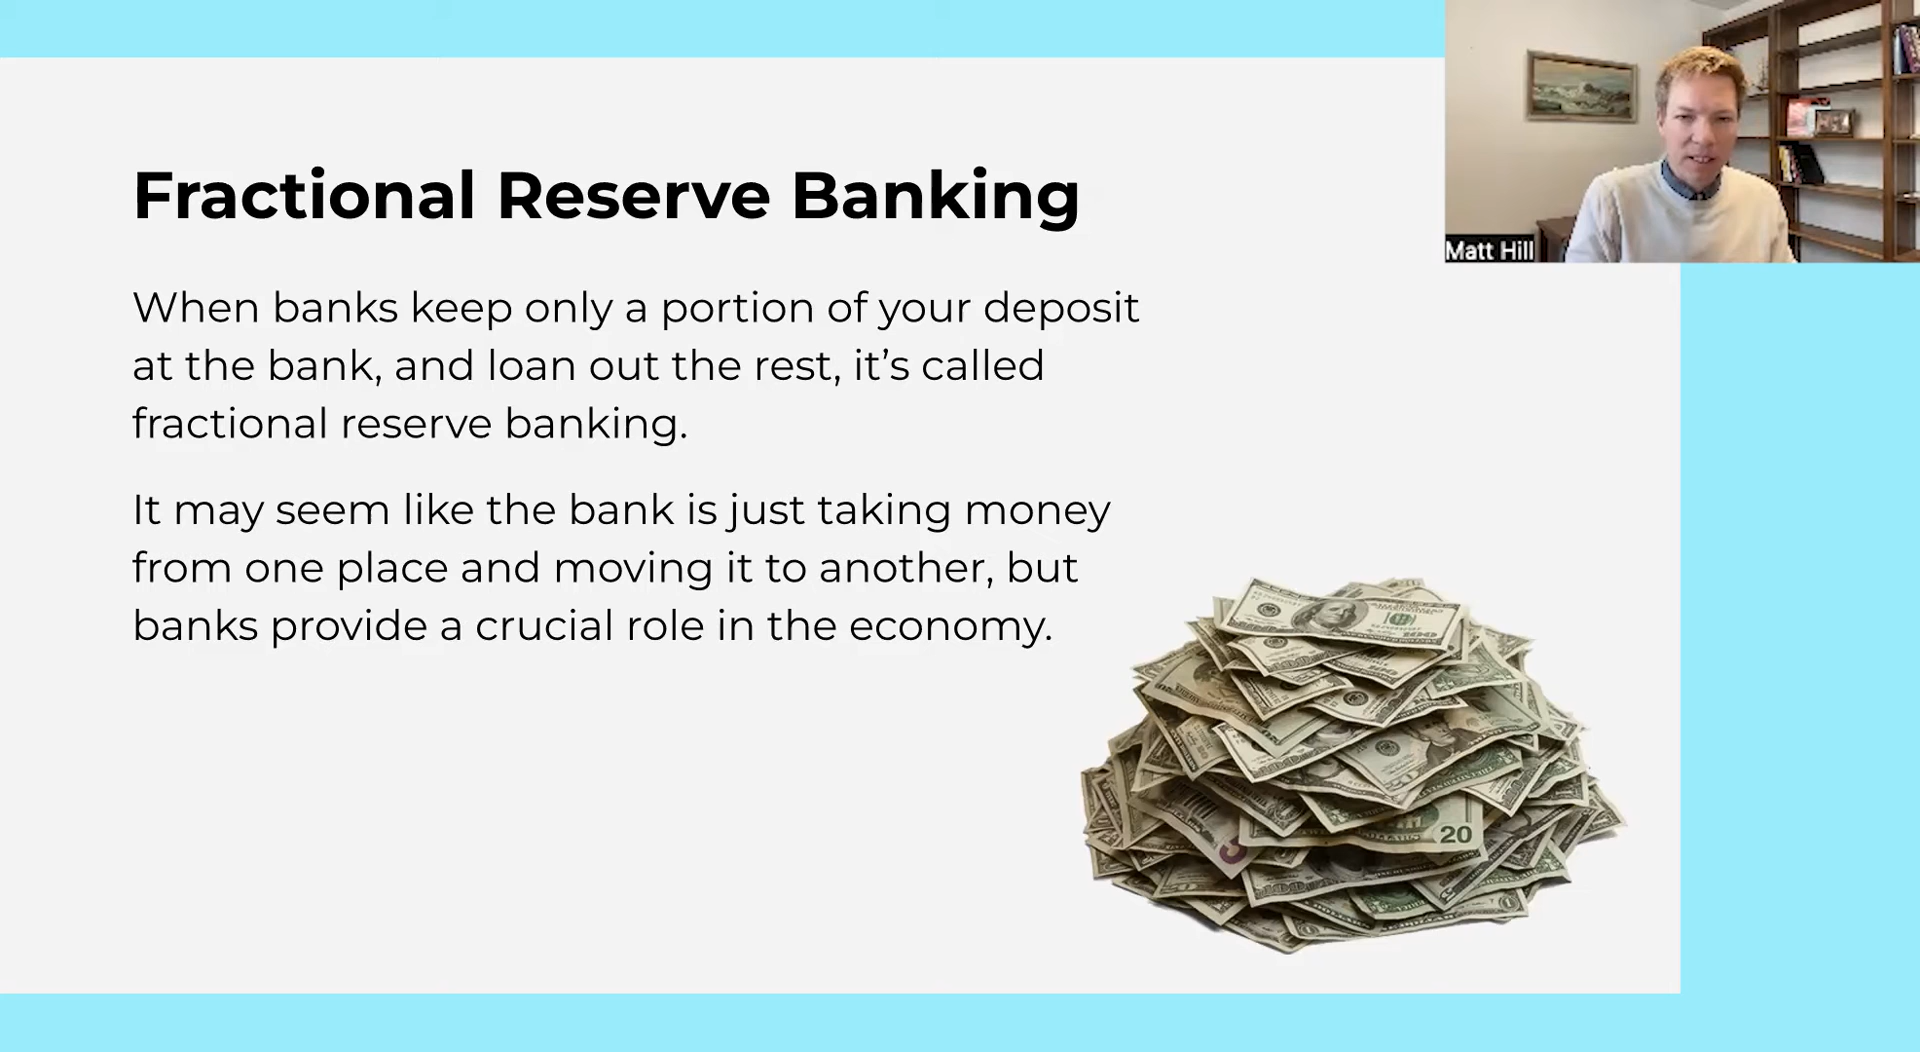 Fractional Reserve Banking
When banks keep only a portion of your deposit
at the bank, and loan out the rest, it’s called
fractional reserve banking.
It may seem like the bank is just taking money
from one place and moving it to another, but
banks provide a crucial role in the economy.
Matt Hill
100
20